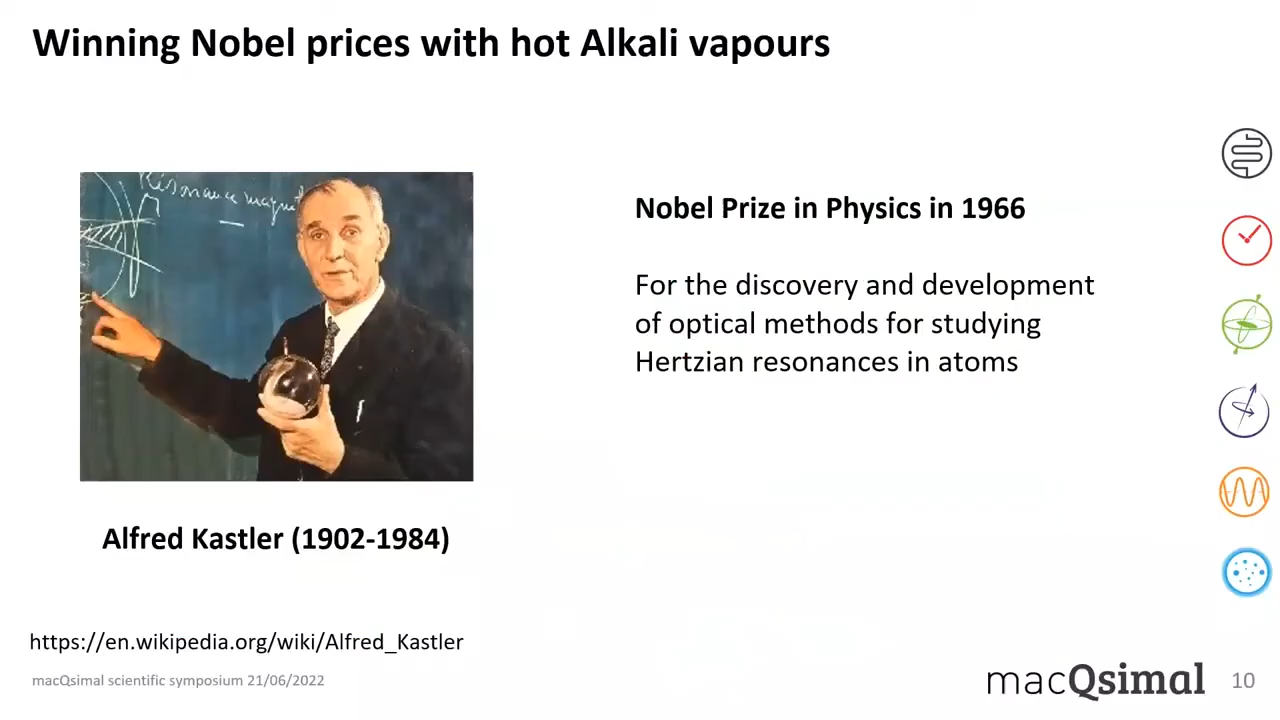 Winning Nobel prices with hot Alkali vapours
Résonance magné
Nobel Prize in Physics in 1966
For the discovery and development
of optical methods for studying
Hertzian resonances in atoms
Alfred Kastler (1902-1984)
https://en.wikipedia.org/wiki/Alfred_Kastler
macQsimal scientific symposium 21/06/2022
macQsimal
10